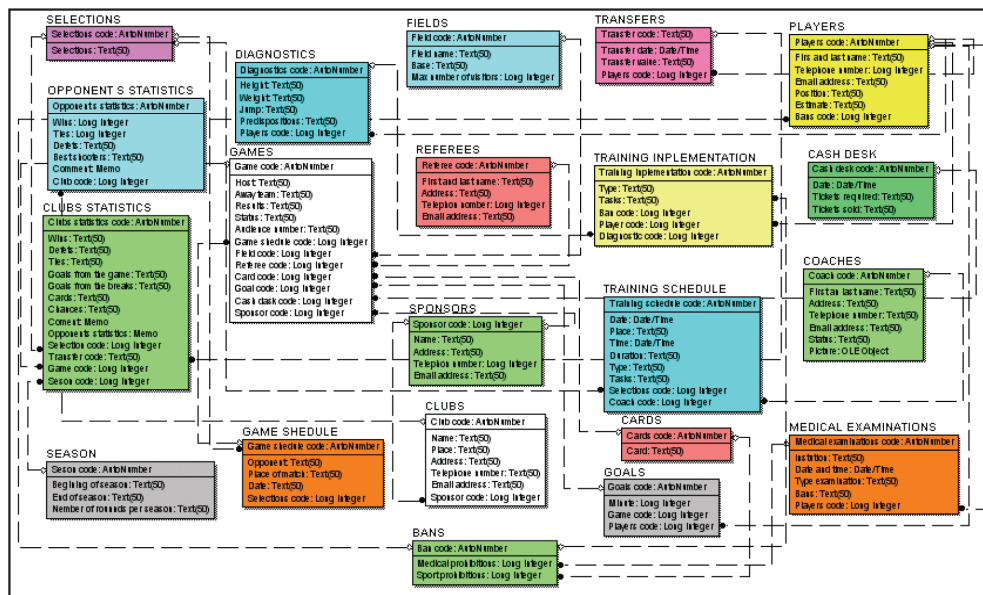 SELECTIONS
Selections code: AutoNumber
Selections: Text(50)
DIAGNOSTICS
Diagnostics code: AutoNumber
Height: Text(50)
Weight: Text(50)
Jump: Text(50)
Predispositions: Text(50)
Players code: Long Integer
FIELDS
Field code: AutoNumber
Field name: Text(50)
Base: Text(50)
Max number of visitors: Long Integer
TRANSFERS
Transfer code: AutoNumber
Transfer date: Date/Time
Transfer value: Text(50)
Players code: Long Integer
PLAYERS
Players code: AutoNumber
Firs and last name: Text(50)
Telephone number: Long Integer
Email address: Text(50)
Position: Text(50)
Estimate: Text(50)
Bans code: Long Integer
OPPONENT S STATISTICS
Opponents statistics: AutoNumber
Wins: Long Integer
Ties: Long Integer
Defets: Long Integer
Best shooters: Long Integer
Comment: Memo
Club code: Long Integer
GAMES
Game code: AutoNumber
Host: Text(50)
Away team: Text(50)
Results: Text(50)
Status: Text(50)
Audience number: Text(50)
Game shedule code: Long Integer
Field code: Long Integer
Referee code: Long Integer
Card code: Long Integer
Goal code: Long Integer
Cash dask code: Long Integer
Sponsor code: Long Integer
REFEREES
Referee code: AutoNumber
First and last name: Text(50)
Address: Text(50)
Telephon number: Long Integer
Email address: Text(50)
TRAINING INPLEMENTATION
Training Inplementation code: AutoNumber
Type: Text(50)
Tasks: Text(50)
Ban code: Long Integer
Player code: Long Integer
Diagnostic code: Long Integer
CASH DESK
Cash desk code: AutoNumber
Date: Date/Time
Tickets required: Text(50)
Tickets sold: Text(50)
CLUBS STATISTICS
Clubs statistics code: AutoNumber
Wins: Text(50)
Defets: Text(50)
Ties: Text(50)
Goals from the game: Text(50)
Goals from the breaks: Text(50)
Cards: Text(50)
Chances: Text(50)
Coment: Memo
Opponents statistics: Memo
Selection code: Long Integer
Transfer code: Text(50)
Game code: Long Integer
Seson code: Long Integer
COACHES
Coach code: AutoNumber
First an last name: Text(50)
Address: Text(50)
Telephone number: Long Integer
Email address: Text(50)
Status: Text(50)
Picture: OLE Object
TRAINING SCHEDULE
Training schedule code: AutoNumber
Date: Date/Time
Place: Text(50)
Time: Date/Time
Duration: Text(50)
Type: Text(50)
Tasks: Text(50)
Selections code: Long Integer
Coach code: Long Integer
SPONSORS
Sponsor code: Long Integer
Name: Text(50)
Address: Text(50)
Telephon number: Long Integer
Email address: Text(50)
CLUBS
Club code: AutoNumber
Name: Text(50)
Place: Text(50)
Address: Text(50)
Telephone number: Text(50)
Email address: Text(50)
Sponsor code: Long Integer
GAME SHEDULE
Game shedule code: AutoNumber
Opponent: Text(50)
Place of match: Text(50)
Date: Text(50)
Selections code: Long Integer
SEASON
Seson code: AutoNumber
Begining of season: Text(50)
End of season: Text(50)
Number of rounds per season: Text(50)
CARDS
Cards code: AutoNumber
Card: Text(50)
GOALS
Goals code: AutoNumber
Minute: Long Integer
Game code: Long Integer
Players code: Long Integer
MEDICAL EXAMINATIONS
Medical examinations code: AutoNumber
Instition: Text(50)
Date and time: Date/Time
Type examination: Text(50)
Bans: Text(50)
Players code: Long Integer
BANS
Ban code: AutoNumber
Medical prohibitions: Long Integer
Sport prohibitions: Long Integer